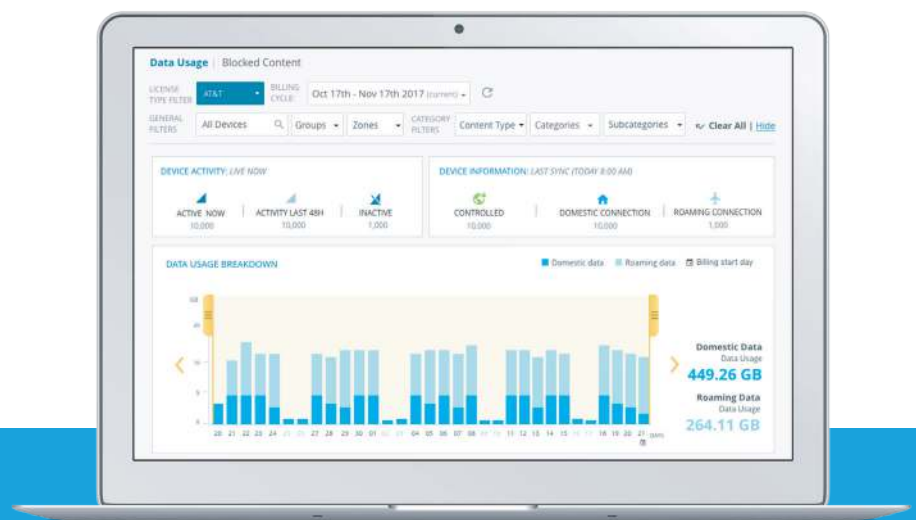 Data Usage | Blocked Content
LICENSE TYPE FILTER AT&T BILLING CYCLE Oct 17th - Nov 17th 2017 (current)
GENERAL FILTERS All Devices Groups Zones CATEGORY FILTERS Content Type Categories Subcategories Clear All | Hide
DEVICE ACTIVITY: LIVE NOW
ACTIVE NOW ACTIVITY LAST 48H INACTIVE
10,000 10,000 1,000
DEVICE INFORMATION: LAST SYNC (TODAY 8:00 AM)
CONTROLLED DOMESTIC CONNECTION ROAMING CONNECTION
10,000 10,000 1,000
DATA USAGE BREAKDOWN
Domestic data Roaming data Billing start day
GB
Domestic Data
Data Usage
449.26 GB
Roaming Data
Data Usage
264.11 GB
20 21 22 23 24 27 28 29 30 01 04 05 06 07 08 11 12 13 14 15 18 19 20 21 DAYS